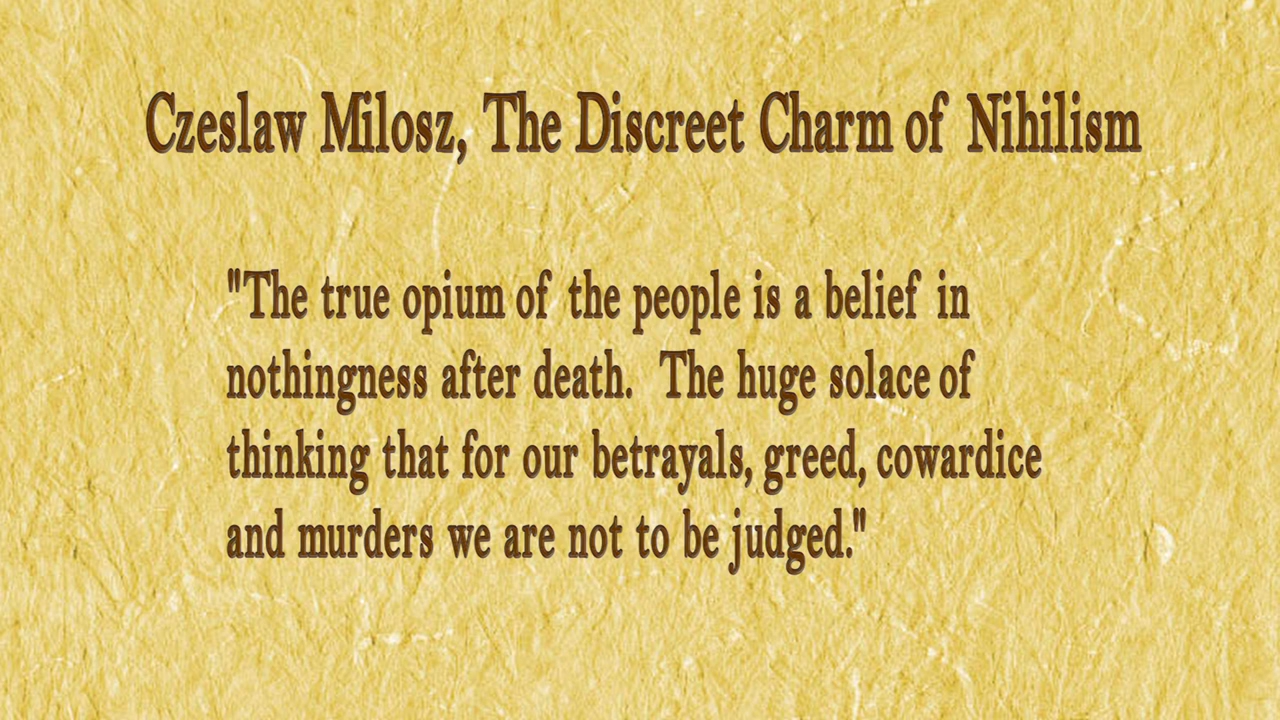 Czeslaw Milosz, The Discreet Charm of Nihilism
"The true opium of the people is a belief in
nothingness after death. The huge solace of
thinking that for our betrayals, greed, cowardice
and murders we are not to be judged."